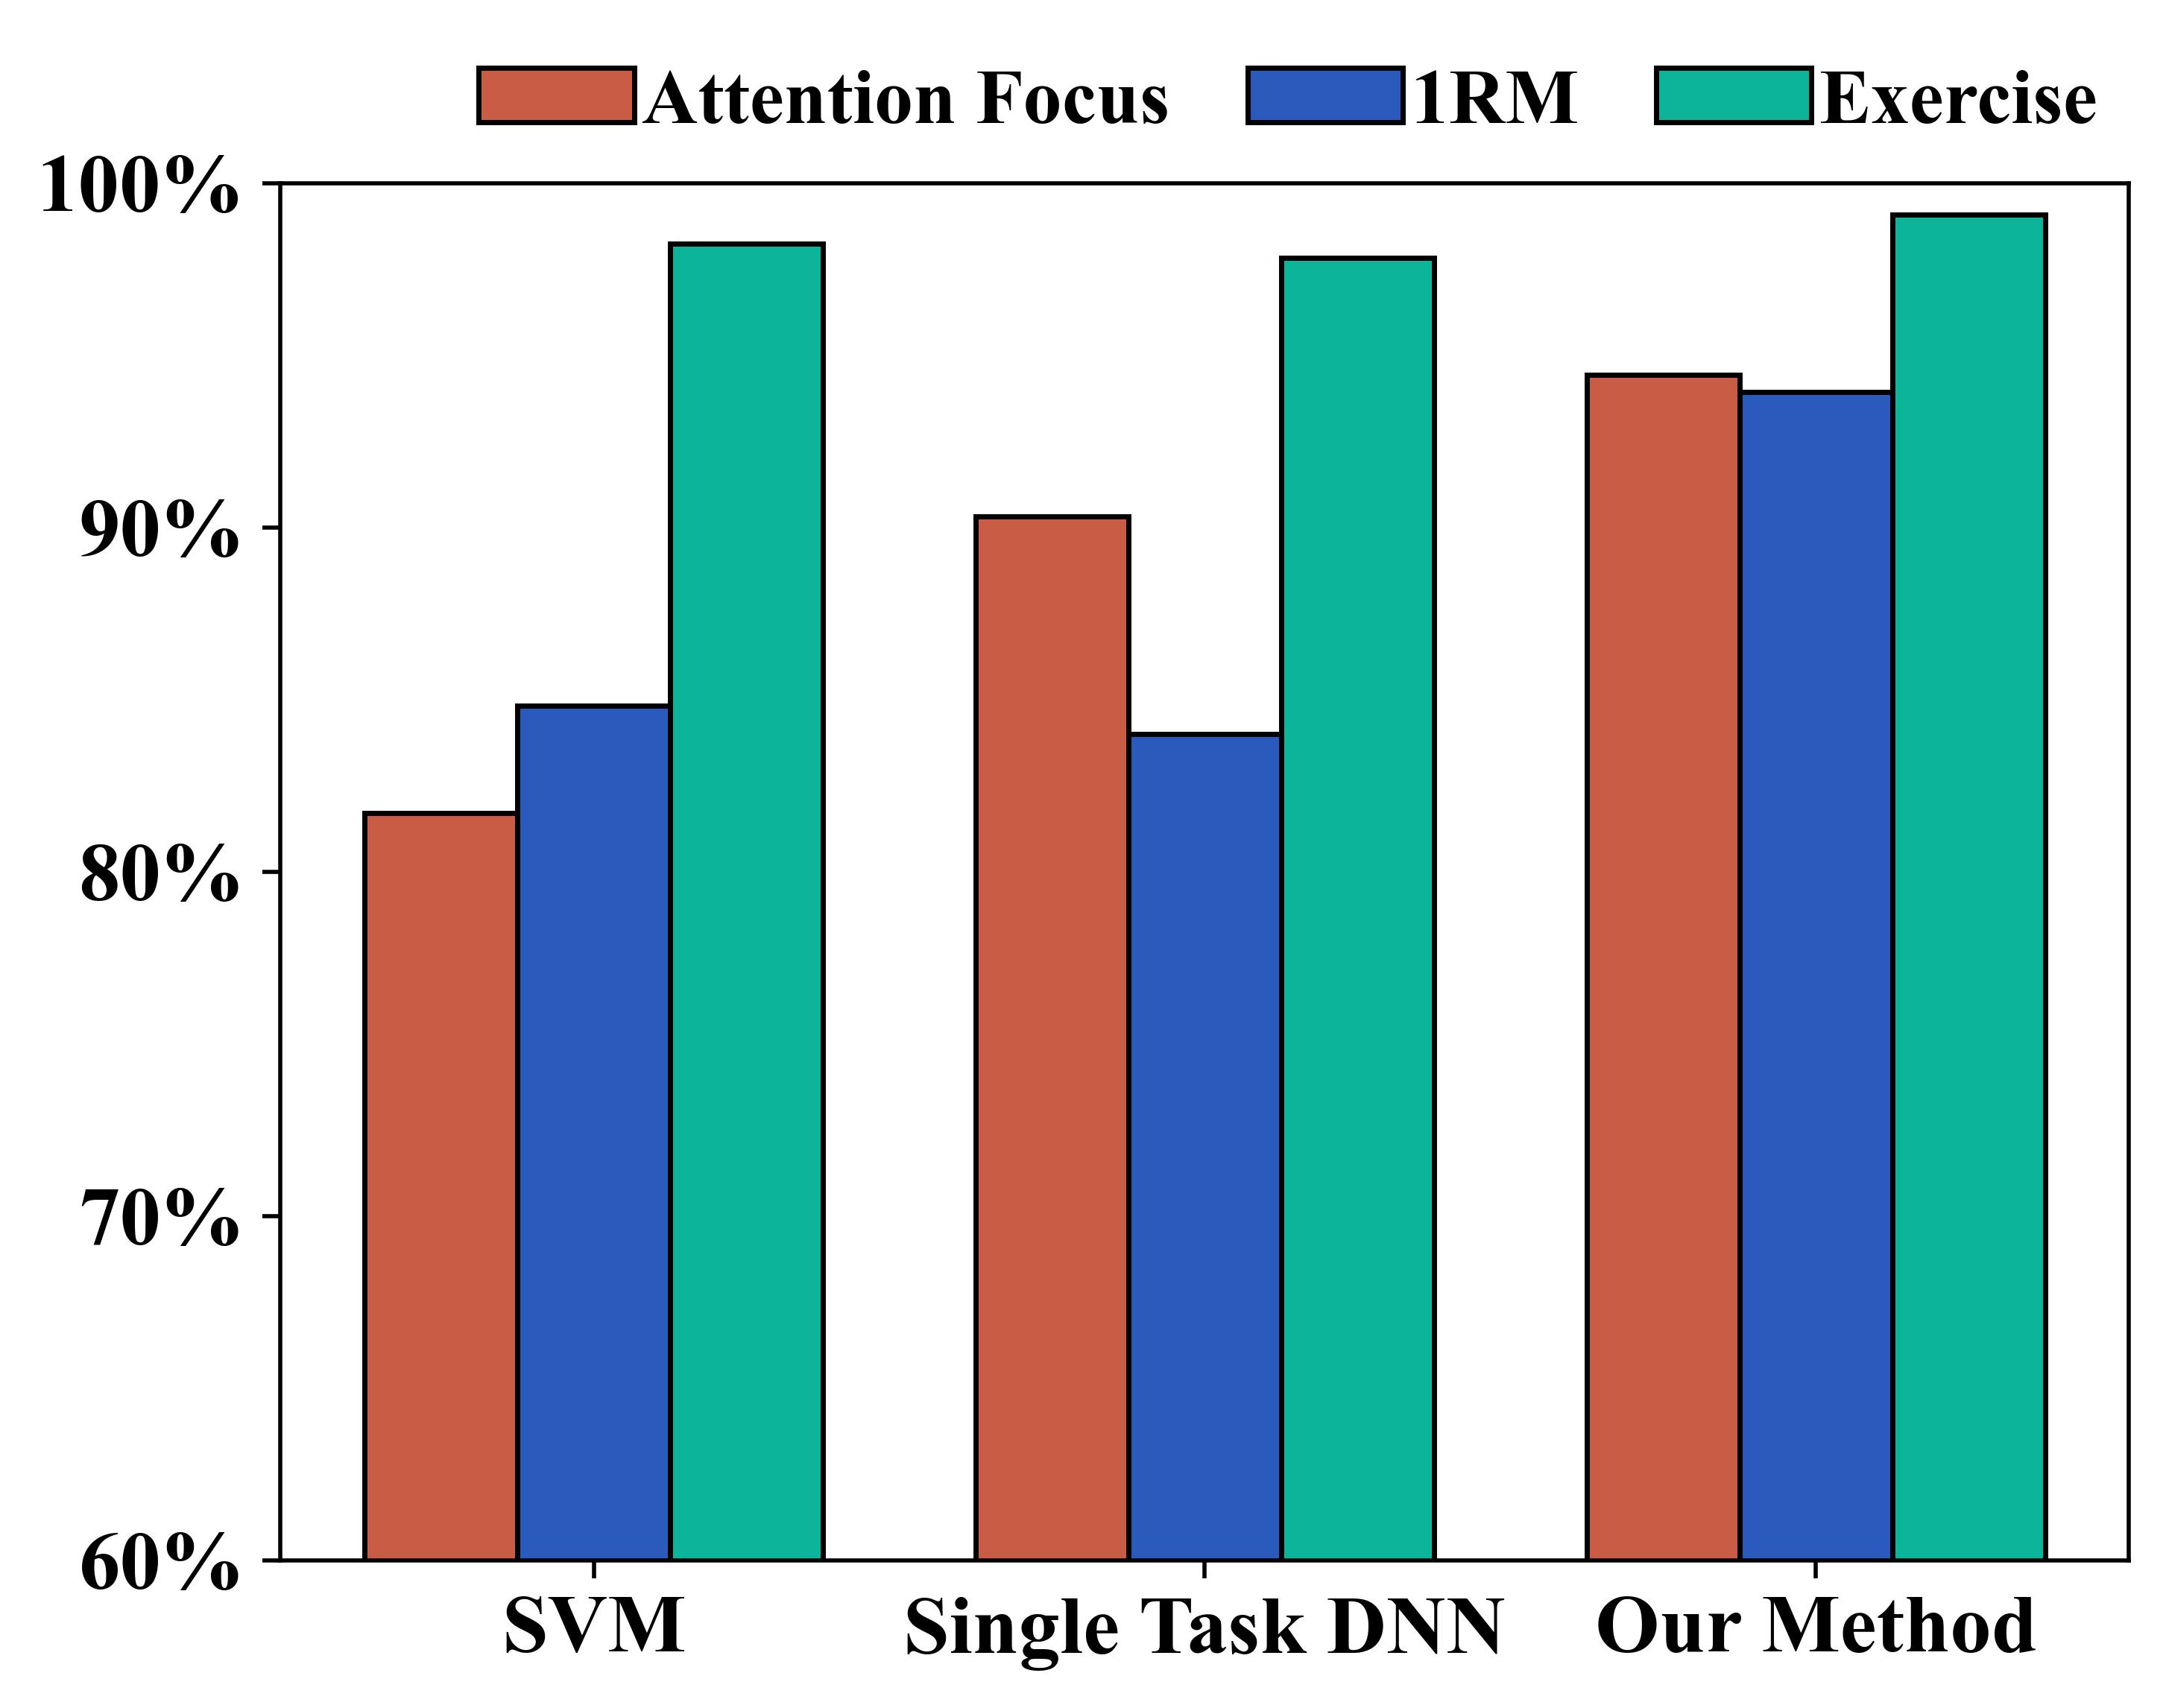 Attention Focus 1RM Exercise
100%
90%
80%
70%
60%
SVM Single Task DNN Our Method